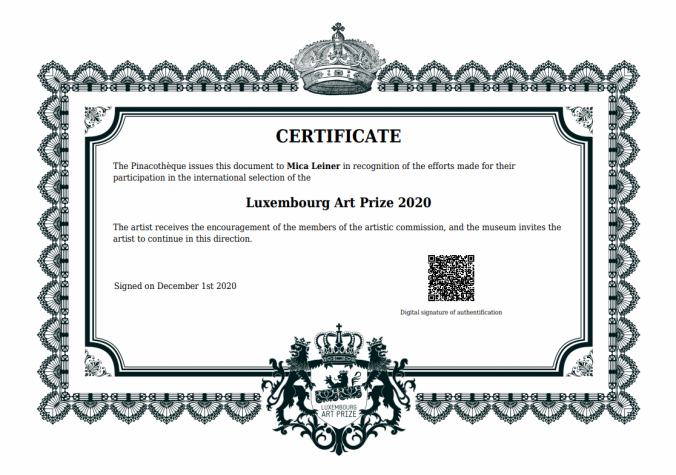 CERTIFICATE
The Pinacothèque issues this document to Mica Leiner in recognition of the efforts made for their
participation in the international selection of the
Luxembourg Art Prize 2020
The artist receives the encouragement of the members of the artistic commission, and the museum invites the
artist to continue in this direction.
Signed on December 1st 2020
Digital signature of authentification
LUXEMBOURG
ART PRIZE